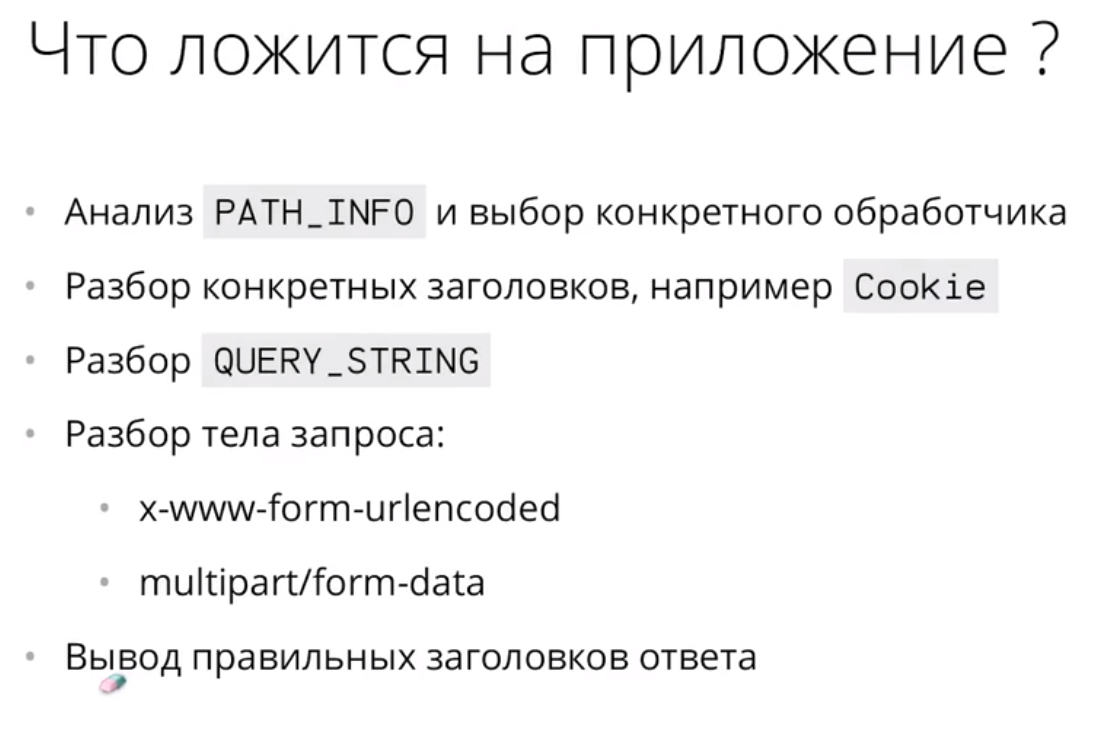 Что ложится на приложение ?
• Анализ PATH_INFO и выбор конкретного обработчика
• Разбор конкретных заголовков, например Cookie
• Разбор QUERY_STRING
• Разбор тела запроса:
• x-www-form-urlencoded
• multipart/form-data
• Вывод правильных заголовков ответа